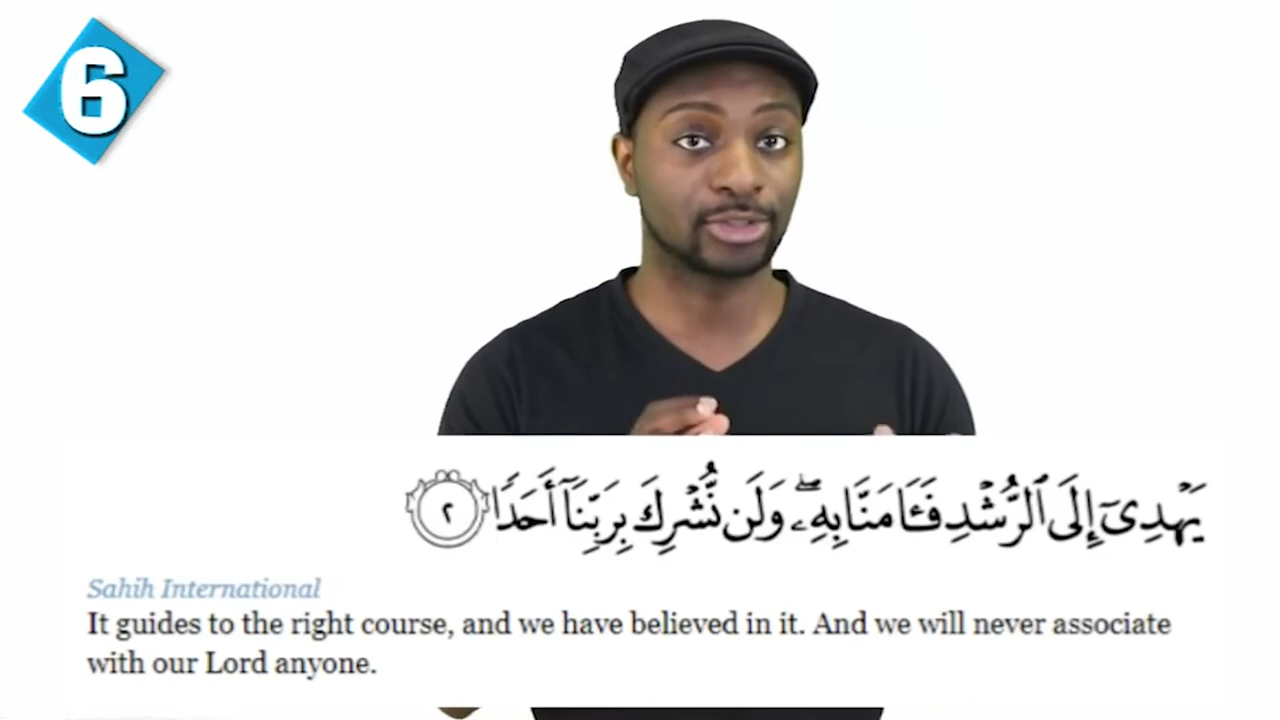 6
يَهْدِىٓ إِلَى ٱلرُّشْدِ فَـَٔامَنَّا بِهِۦ ۖ وَلَن نُّشْرِكَ بِرَبِّنَآ أَحَدًۭا ٢
Sahih International
It guides to the right course, and we have believed in it. And we will never associate
with our Lord anyone.